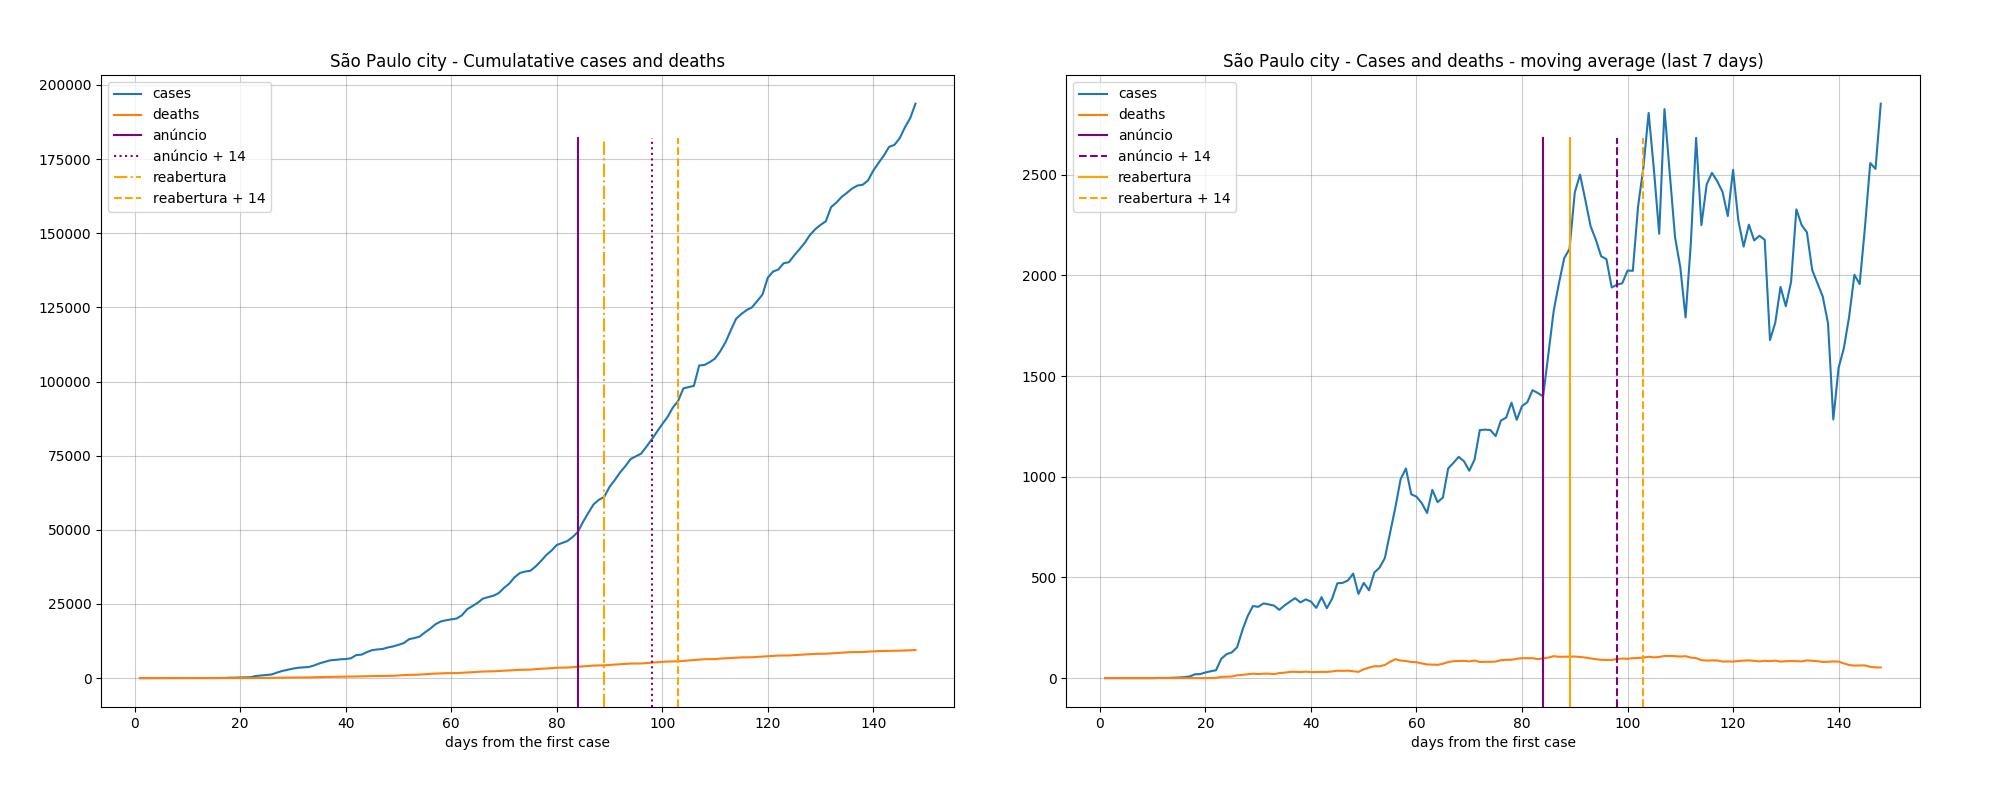 São Paulo city - Cumulatative cases and deaths
200000
175000
150000
125000
100000
75000
50000
25000
0
cases
deaths
anúncio
anúncio + 14
reabertura
reabertura + 14
0 20 40 60 80 100 120 140
days from the first case
São Paulo city - Cases and deaths - moving average (last 7 days)
2500
2000
1500
1000
500
0
cases
deaths
anúncio
anúncio + 14
reabertura
reabertura + 14
0 20 40 60 80 100 120 140
days from the first case